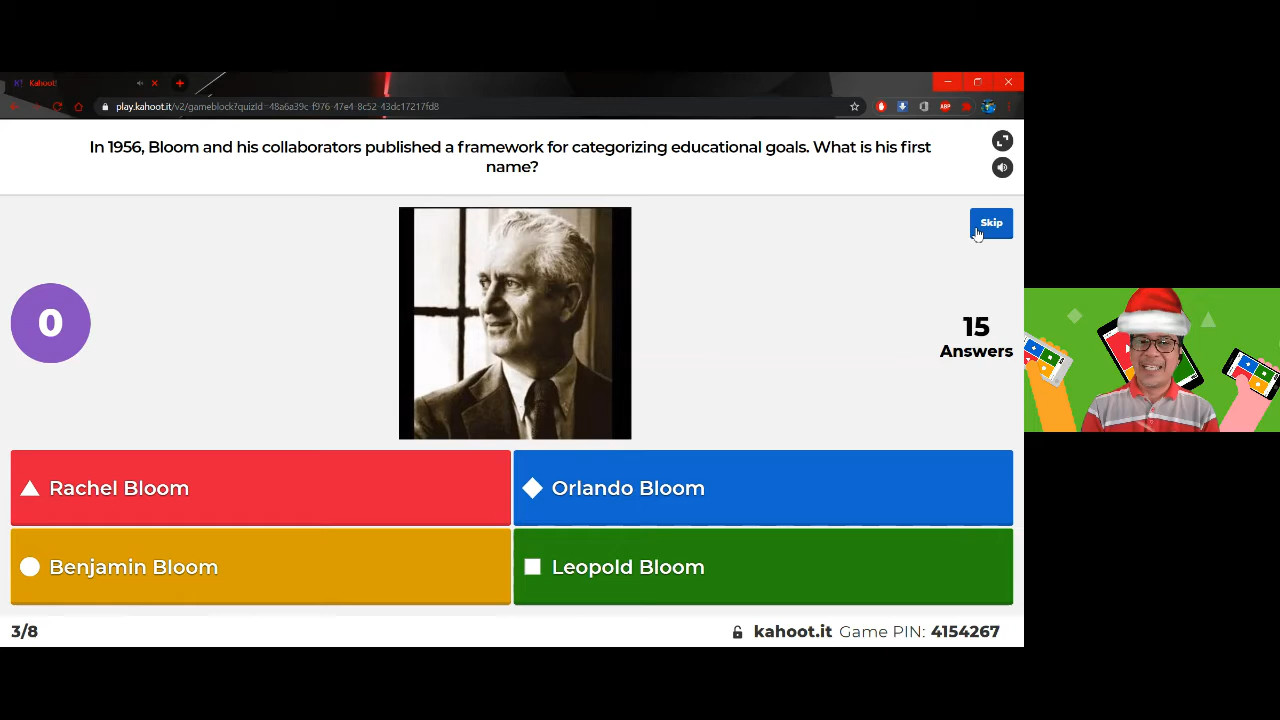 Kahoot!
play.kahoot.it/v2/gameblock?quizId=48a6a39c-f976-47e4-8c52-43dc17217fd8
ABP
In 1956, Bloom and his collaborators published a framework for categorizing educational goals. What is his first
name?
Skip
0
15
Answers
Rachel Bloom
Orlando Bloom
Benjamin Bloom
Leopold Bloom
3/8
kahoot.it Game PIN: 4154267